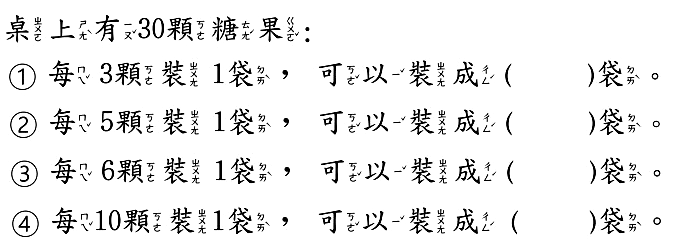 桌上有30顆糖果：
① 每3顆裝1袋，可以裝成(　　)袋。
② 每5顆裝1袋，可以裝成(　　)袋。
③ 每6顆裝1袋，可以裝成(　　)袋。
④ 每10顆裝1袋，可以裝成(　　)袋。